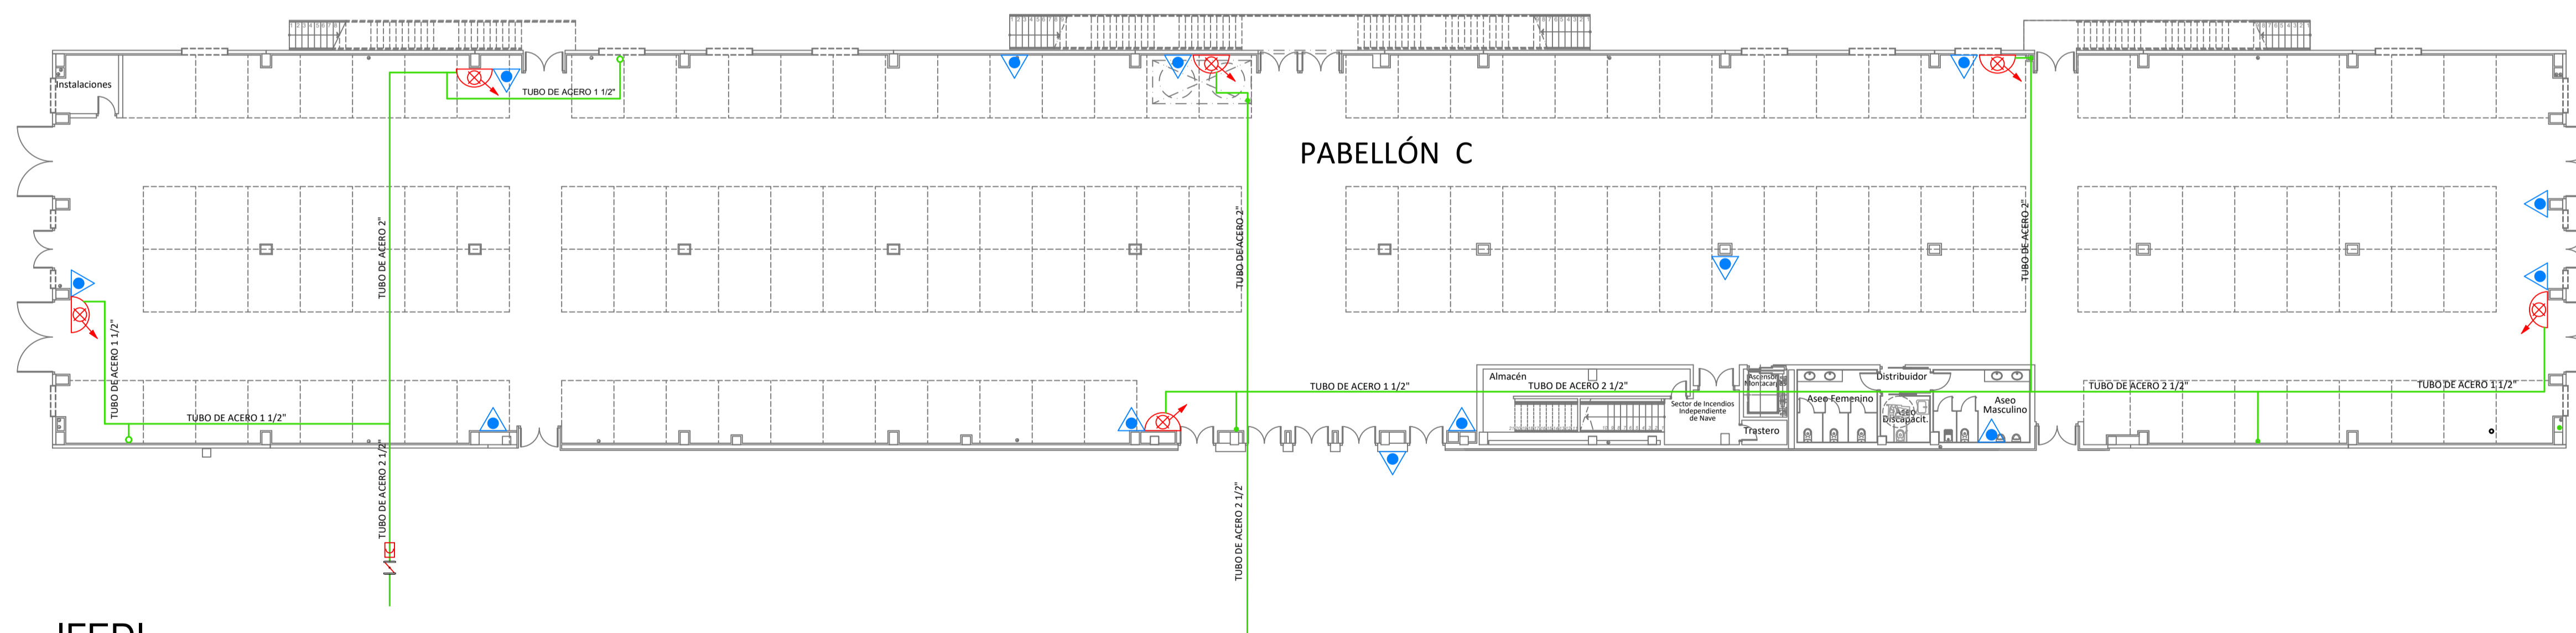 Instalaciones
TUBO DE ACERO 1 1/2"
PABELLÓN C
TUBO DE ACERO 2"
TUBO DE ACERO 2"
TUBO DE ACERO 2"
TUBO DE ACERO 1 1/2"
TUBO DE ACERO 1 1/2"
TUBO DE ACERO 2 1/2"
TUBO DE ACERO 1 1/2"
Almacén
TUBO DE ACERO 2 1/2"
Sector de Incendios
Independiente
de Nave
Ascensor
Montacargas
Trastero
Aseo Femenino
Distribuidor
Aseo
Discapacit.
Aseo
Masculino
TUBO DE ACERO 2 1/2"
TUBO DE ACERO 1 1/2"
TUBO DE ACERO 2 1/2"